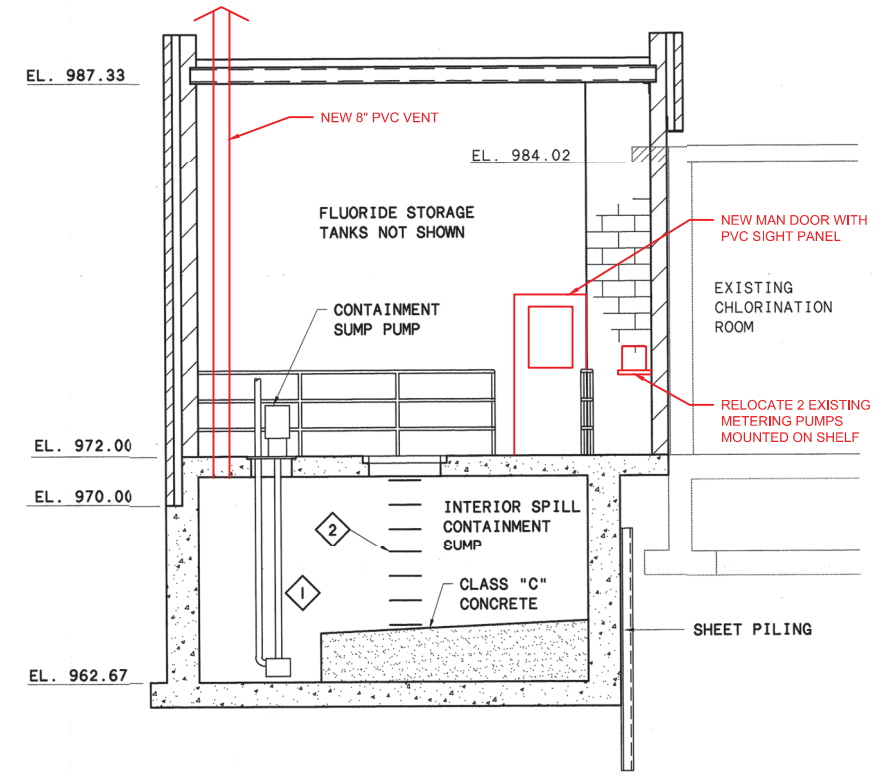 EL. 987.33
NEW 8" PVC VENT
EL. 984.02
FLUORIDE STORAGE
TANKS NOT SHOWN
NEW MAN DOOR WITH
PVC SIGHT PANEL
EXISTING
CHLORINATION
ROOM
CONTAINMENT
SUMP PUMP
RELOCATE 2 EXISTING
METERING PUMPS
MOUNTED ON SHELF
EL. 972.00
EL. 970.00
INTERIOR SPILL
CONTAINMENT
SUMP
2
CLASS "C"
CONCRETE
1
SHEET PILING
EL. 962.67